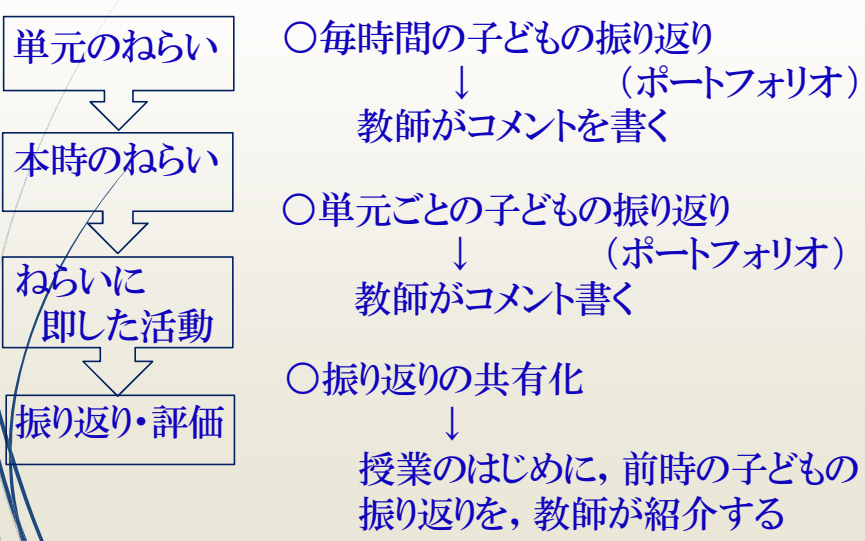 単元のねらい
本時のねらい
ねらいに
即した活動
振り返り・評価
○毎時間の子どもの振り返り
↓ （ポートフォリオ）
教師がコメントを書く
○単元ごとの子どもの振り返り
↓ （ポートフォリオ）
教師がコメント書く
○振り返りの共有化
↓
授業のはじめに，前時の子どもの
振り返りを，教師が紹介する